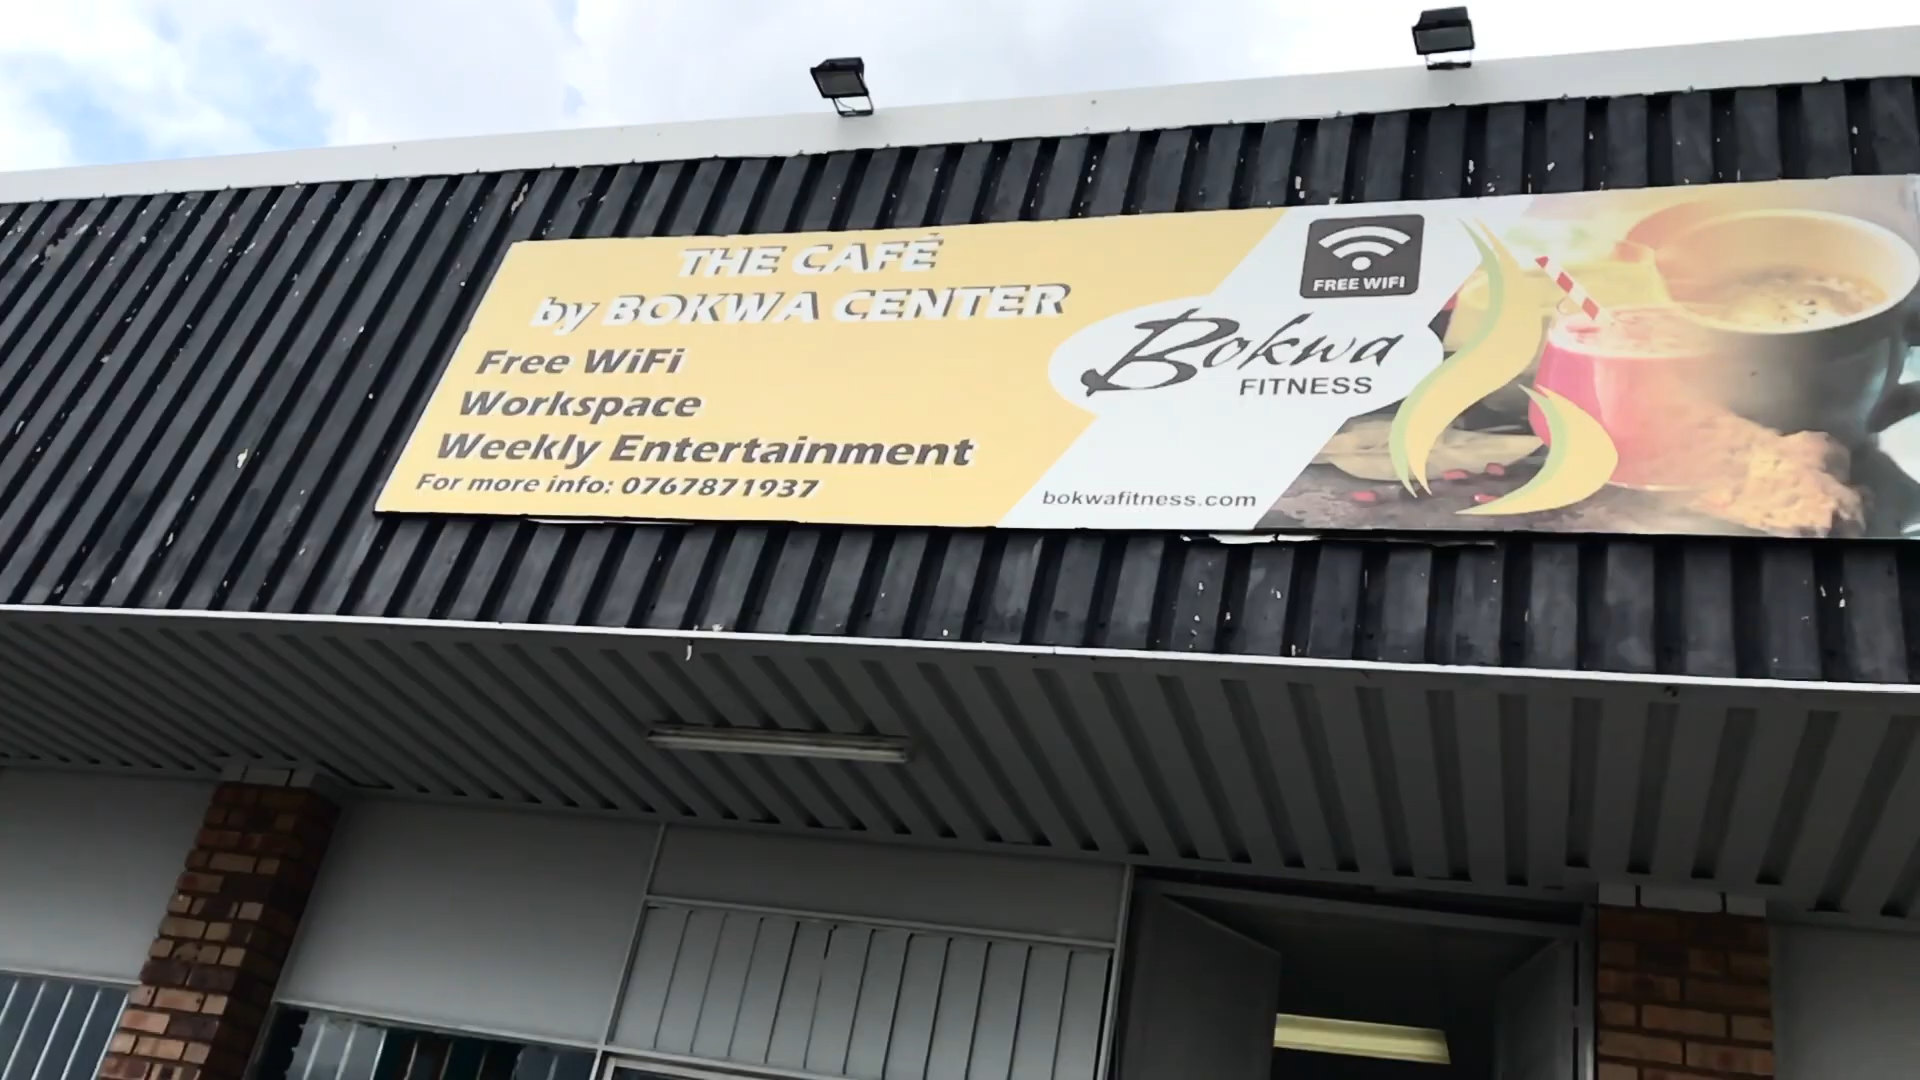 THE CAFÉ
by BOKWA CENTER
Free WiFi
Workspace
Weekly Entertainment
For more info: 0767871937
FREE WIFI
Bokwa
FITNESS
bokwafitness.com